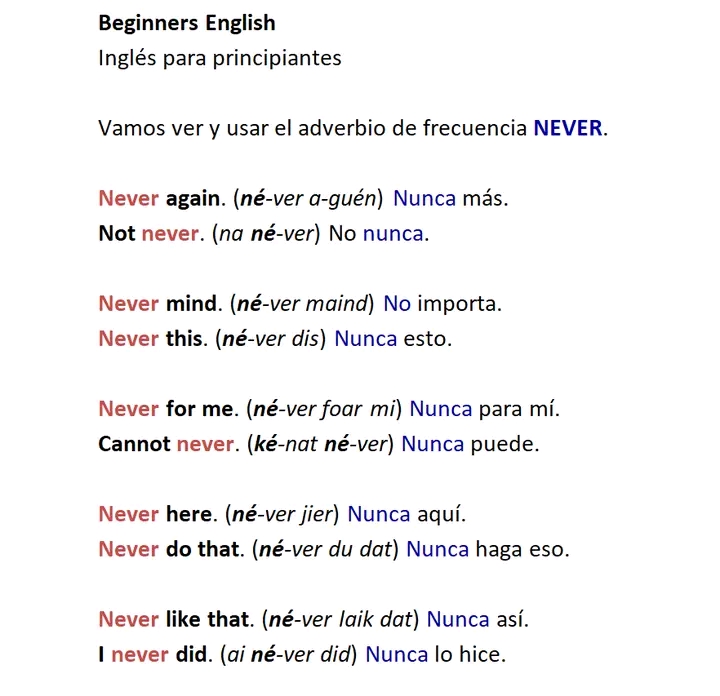 Beginners English
Inglés para principiantes
Vamos ver y usar el adverbio de frecuencia NEVER.
Never again. (né-ver a-guén) Nunca más.
Not never. (na né-ver) No nunca.
Never mind. (né-ver maind) No importa.
Never this. (né-ver dis) Nunca esto.
Never for me. (né-ver foar mi) Nunca para mí.
Cannot never. (ké-nat né-ver) Nunca puede.
Never here. (né-ver jier) Nunca aquí.
Never do that. (né-ver du dat) Nunca haga eso.
Never like that. (né-ver laik dat) Nunca así.
I never did. (ai né-ver did) Nunca lo hice.